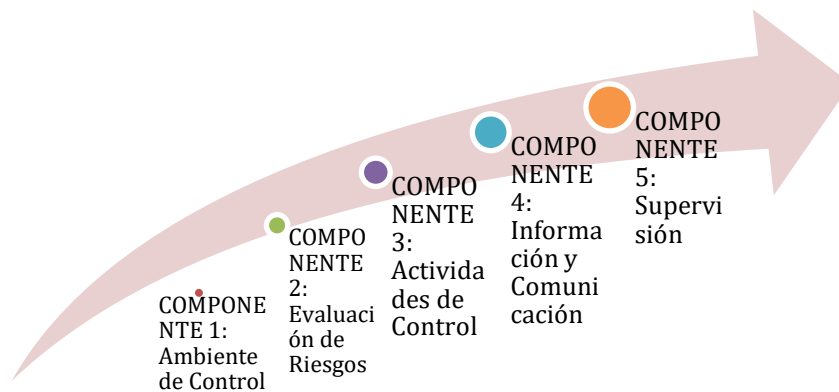 COMPONE
NTE 1:
Ambiente
de Control
COMPO
NENTE
2:
Evaluaci
ón de
Riesgos
COMPO
NENTE
3:
Activida
des de
Control
COMPO
NENTE
4:
Informa
ción y
Comuni
cación
COMPO
NENTE
5:
Supervi
sión